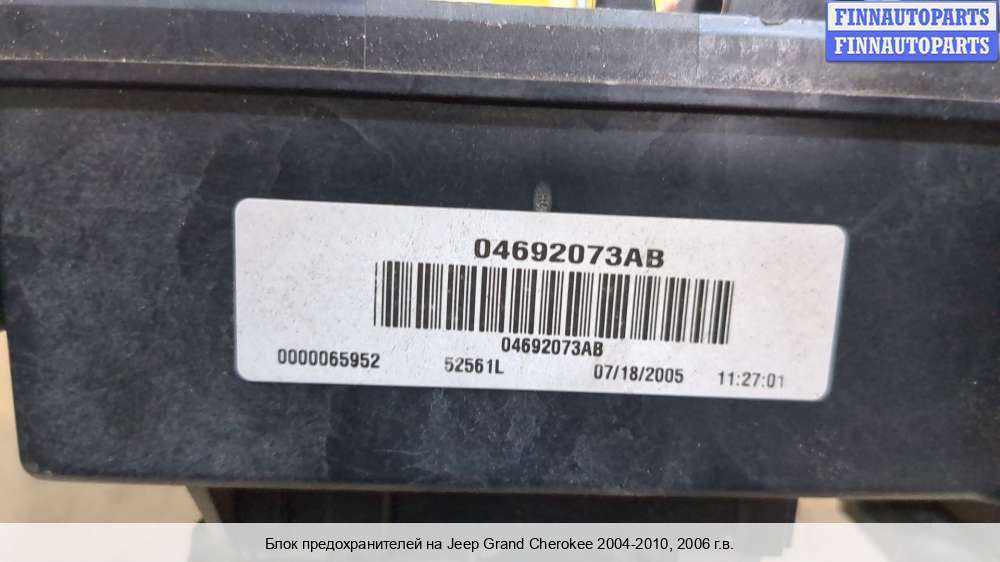 FINNAUTOPARTS
FINNAUTOPARTS
04692073AB
04692073AB
0000065952 52561L 07/18/2005 11:27:01
Блок предохранителей на Jeep Grand Cherokee 2004-2010, 2006 г.в.